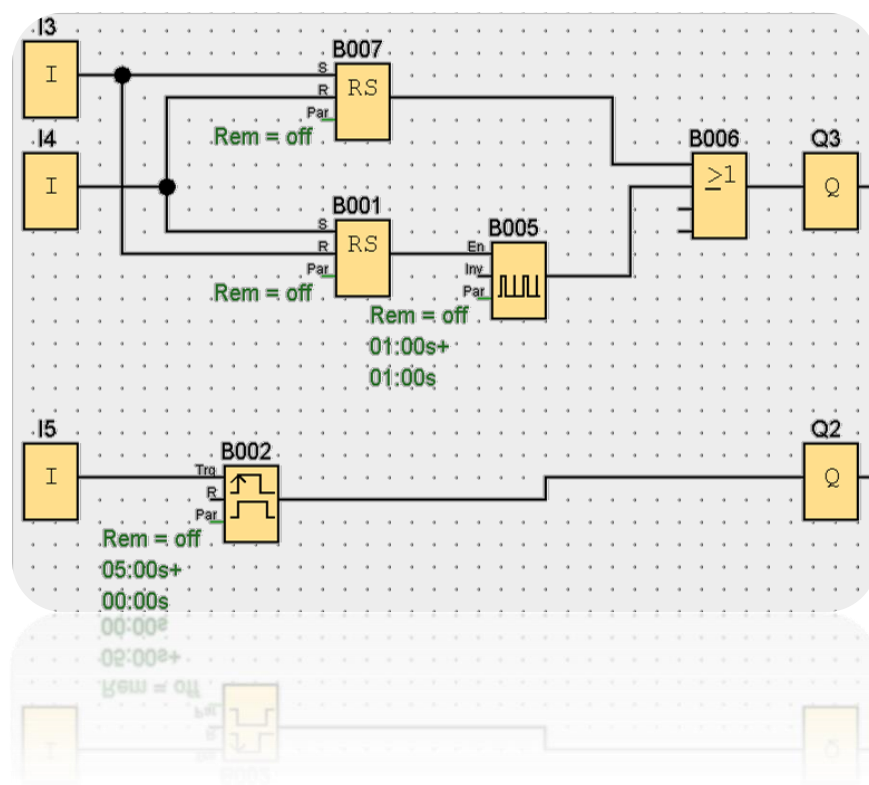 I3
I
B007
S
R
Par
RS
Rem = off
I4
I
B006
>1
Q3
Q
B001
S
R
Par
RS
Rem = off
B005
En
Inv
Par
Rem = off
01:00s+
01:00s
I5
I
B002
Trg
R
Par
Rem = off
05:00s+
00:00s
Q2
Q